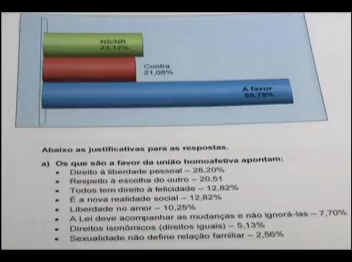 NS/NR
23,12%
Contra
21,08%
A favor
55,78%
Abaixo as justificativas para as respostas.
a) Os que são a favor da união homoafetiva apontam:
• Direito à liberdade pessoal – 28,20%
• Respeito à escolha do outro – 20,51
• Todos tem direito à felicidade – 12,82%
• É a nova realidade social – 12,82%
• Liberdade no amor – 10,25%
• A Lei deve acompanhar as mudanças e não ignorá-las – 7,70%
• Direitos isonômicos (direitos iguais) – 5,13%
• Sexualidade não define relação familiar – 2,56%